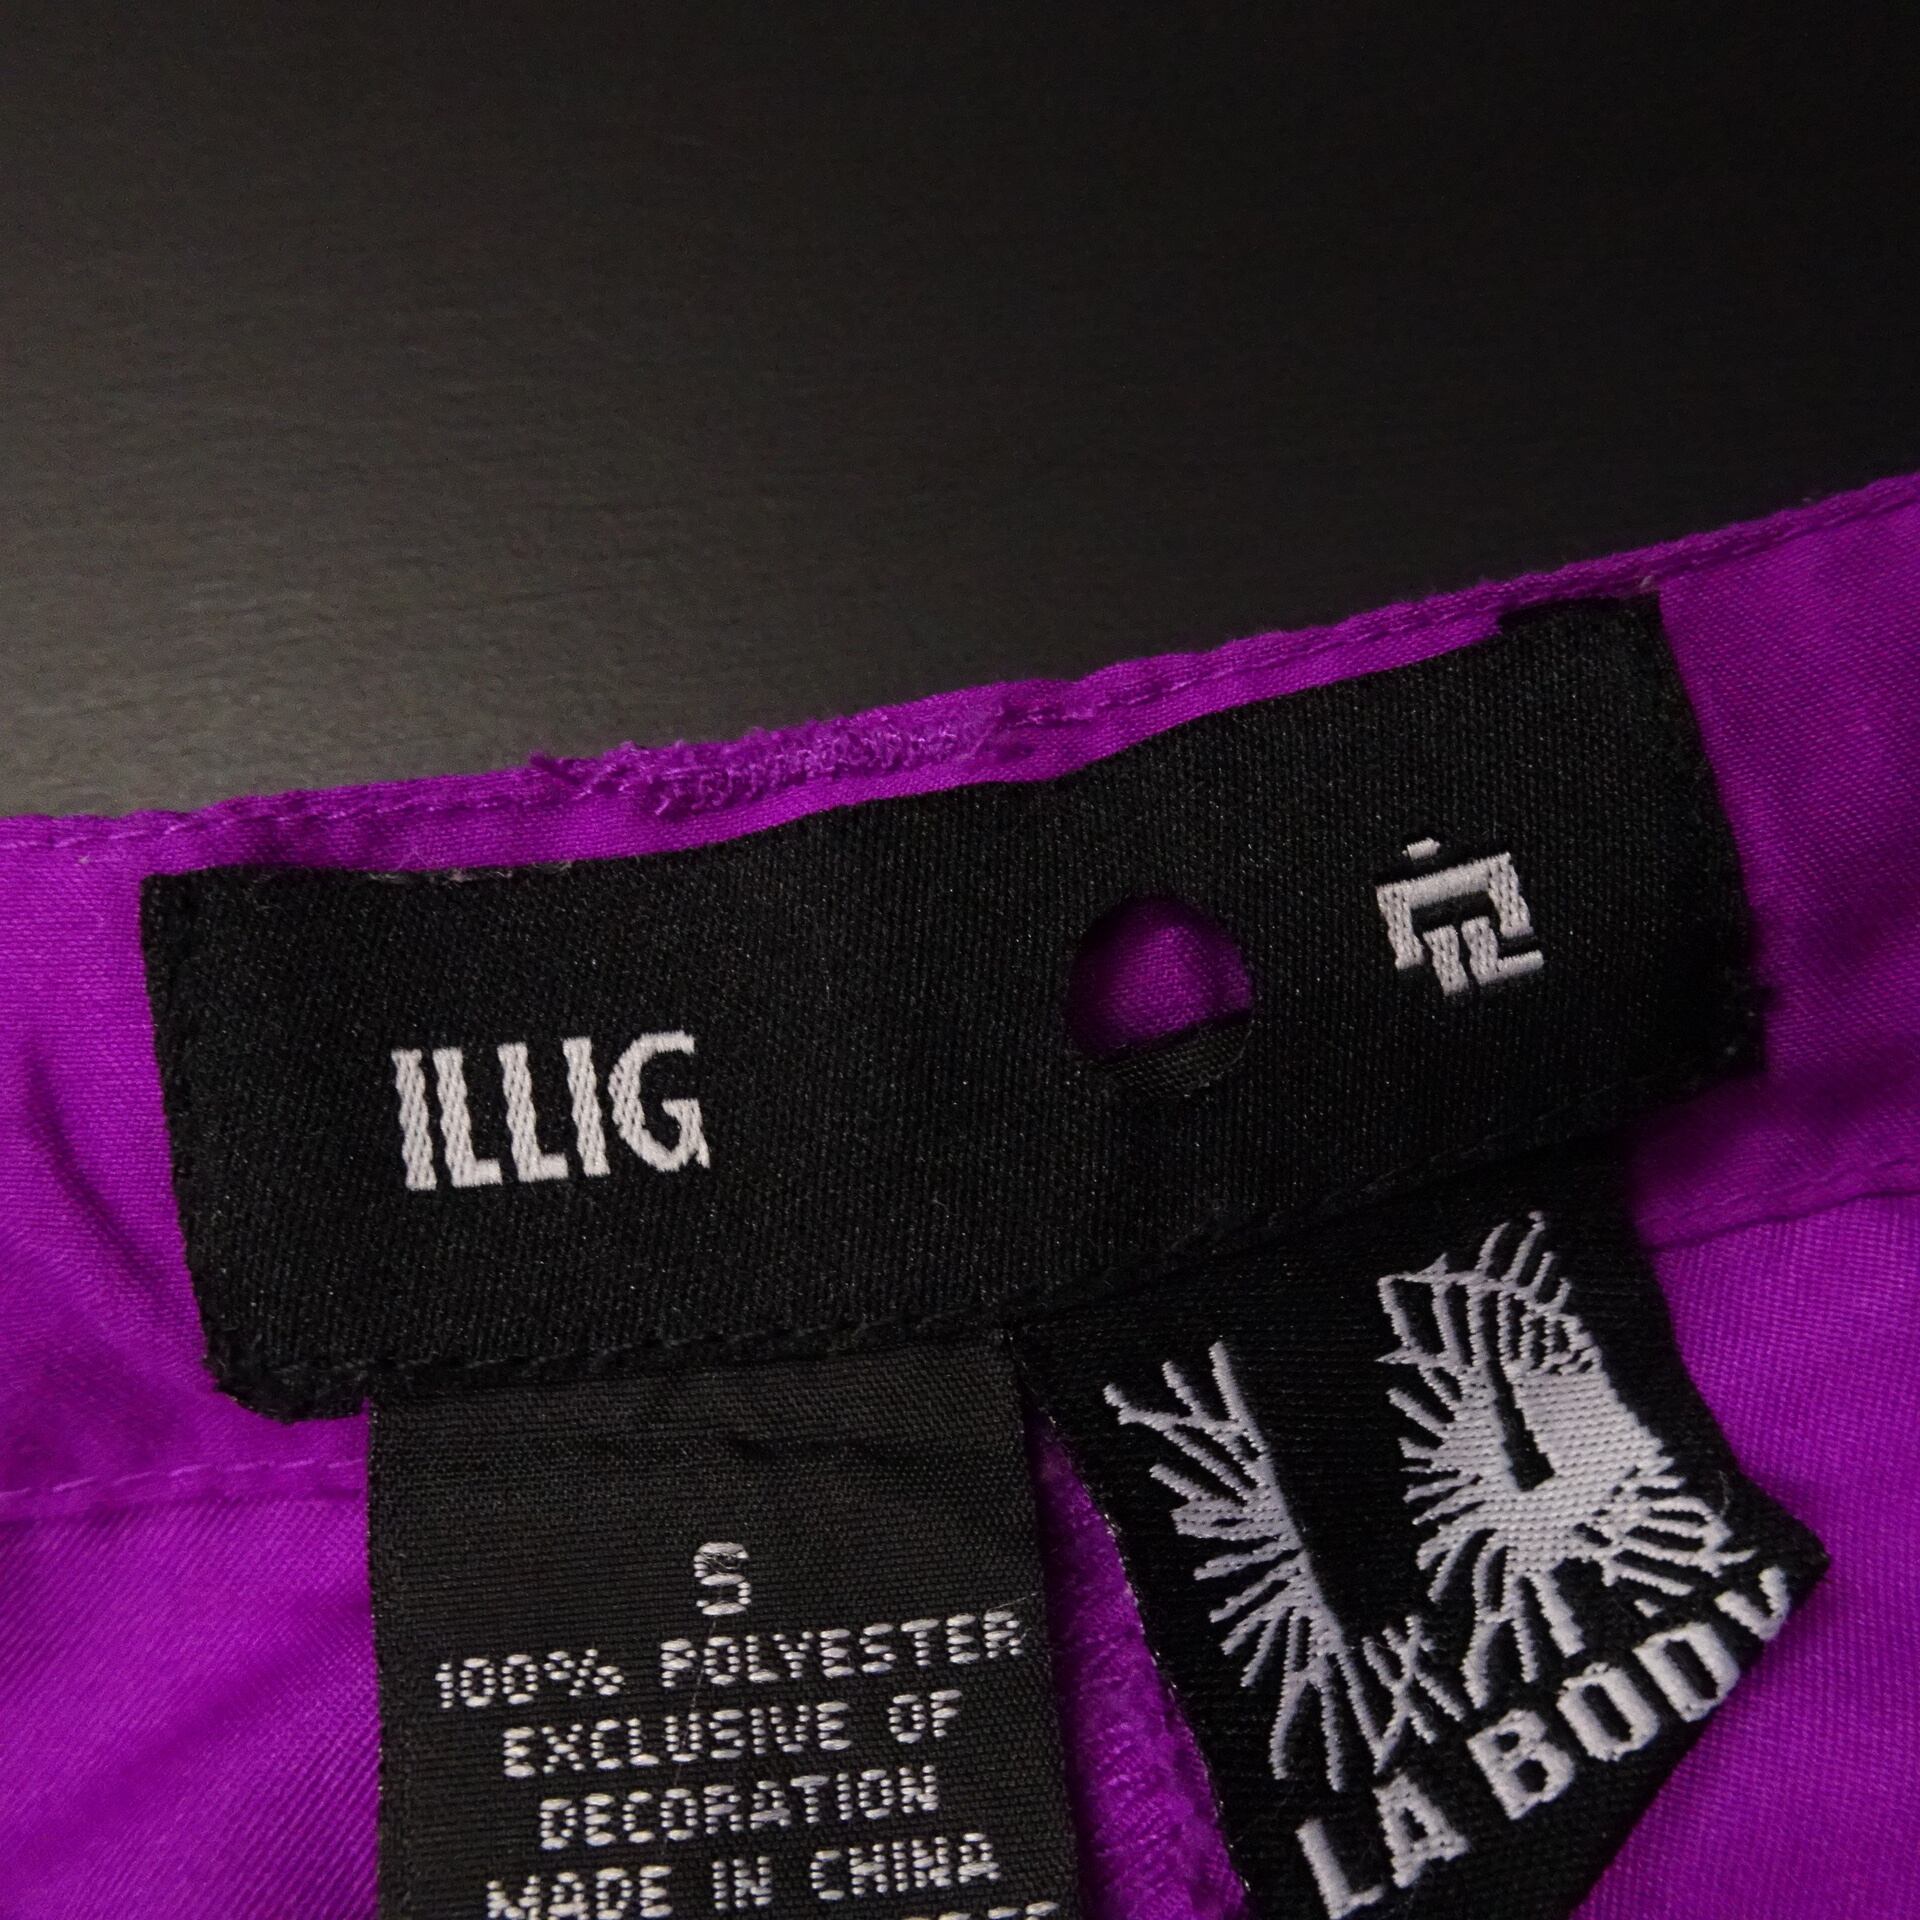 ILLIG
S
100% POLYESTER
EXCLUSIVE OF
DECORATION
MADE IN CHINA
LA BODY